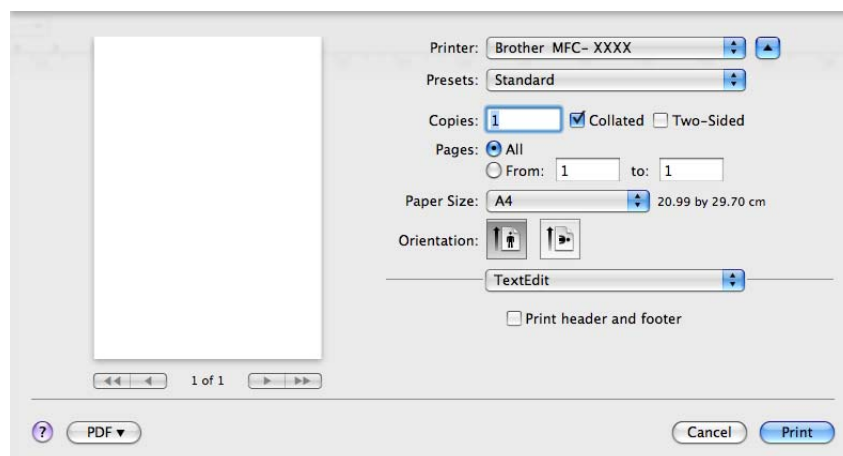 Printer: Brother MFC- XXXX
Presets: Standard
Copies: 1 Collated Two-Sided
Pages: All
From: 1 to: 1
Paper Size: A4 20.99 by 29.70 cm
Orientation:
TextEdit
Print header and footer
1 of 1
? PDF▼ Cancel Print